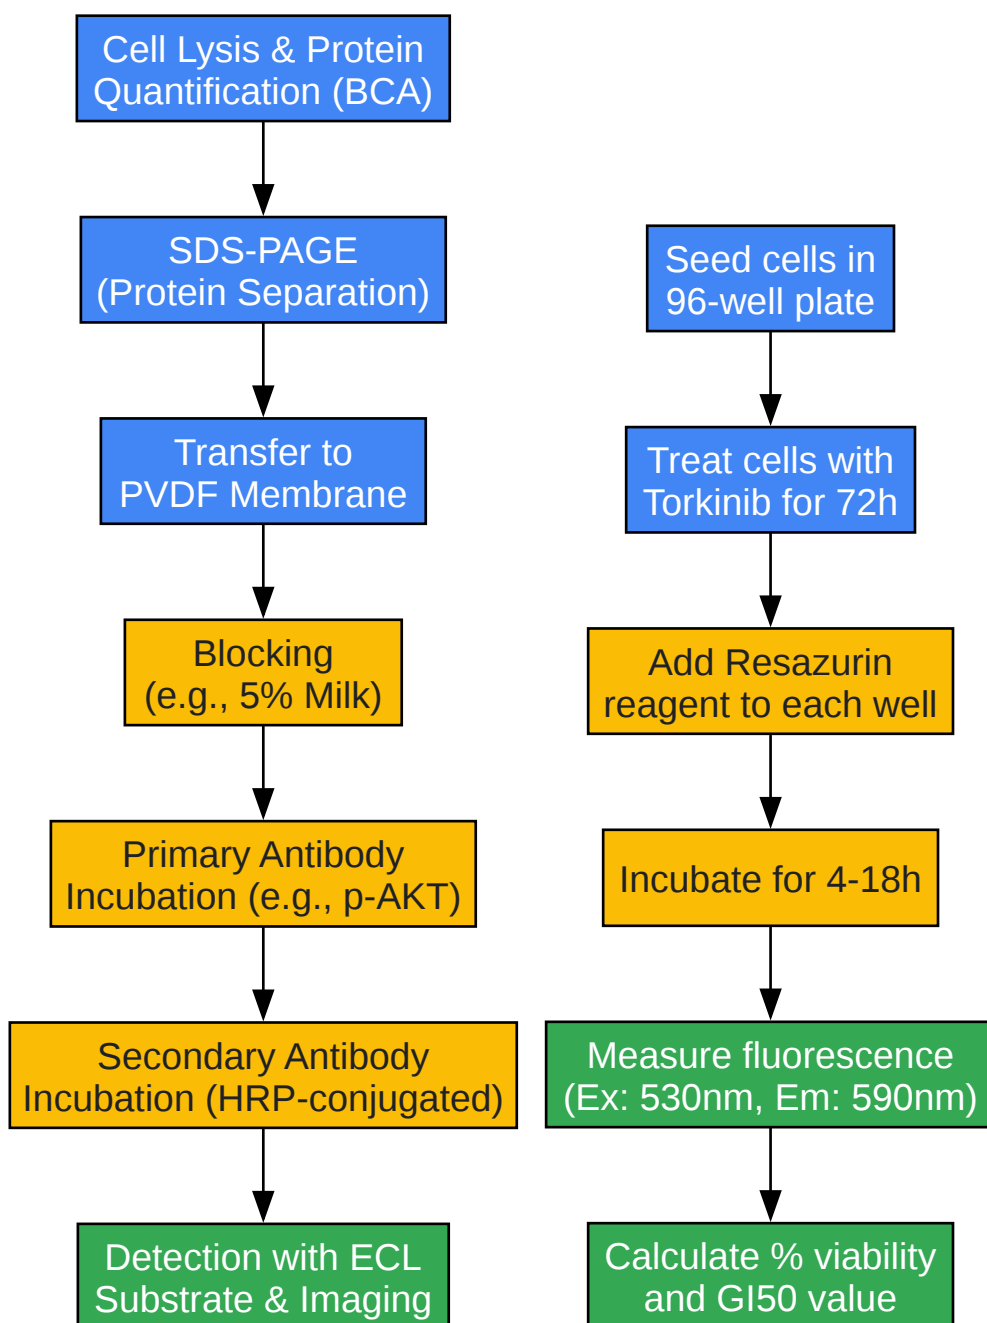 Cell Lysis & Protein
Quantification (BCA)
SDS-PAGE
(Protein Separation)
Transfer to
PVDF Membrane
Blocking
(e.g., 5% Milk)
Primary Antibody
Incubation (e.g., p-AKT)
Secondary Antibody
Incubation (HRP-conjugated)
Detection with ECL
Substrate & Imaging
Seed cells in
96-well plate
Treat cells with
Torkinib for 72h
Add Resazurin
reagent to each well
Incubate for 4-18h
Measure fluorescence
(Ex: 530nm, Em: 590nm)
Calculate % viability
and GI50 value